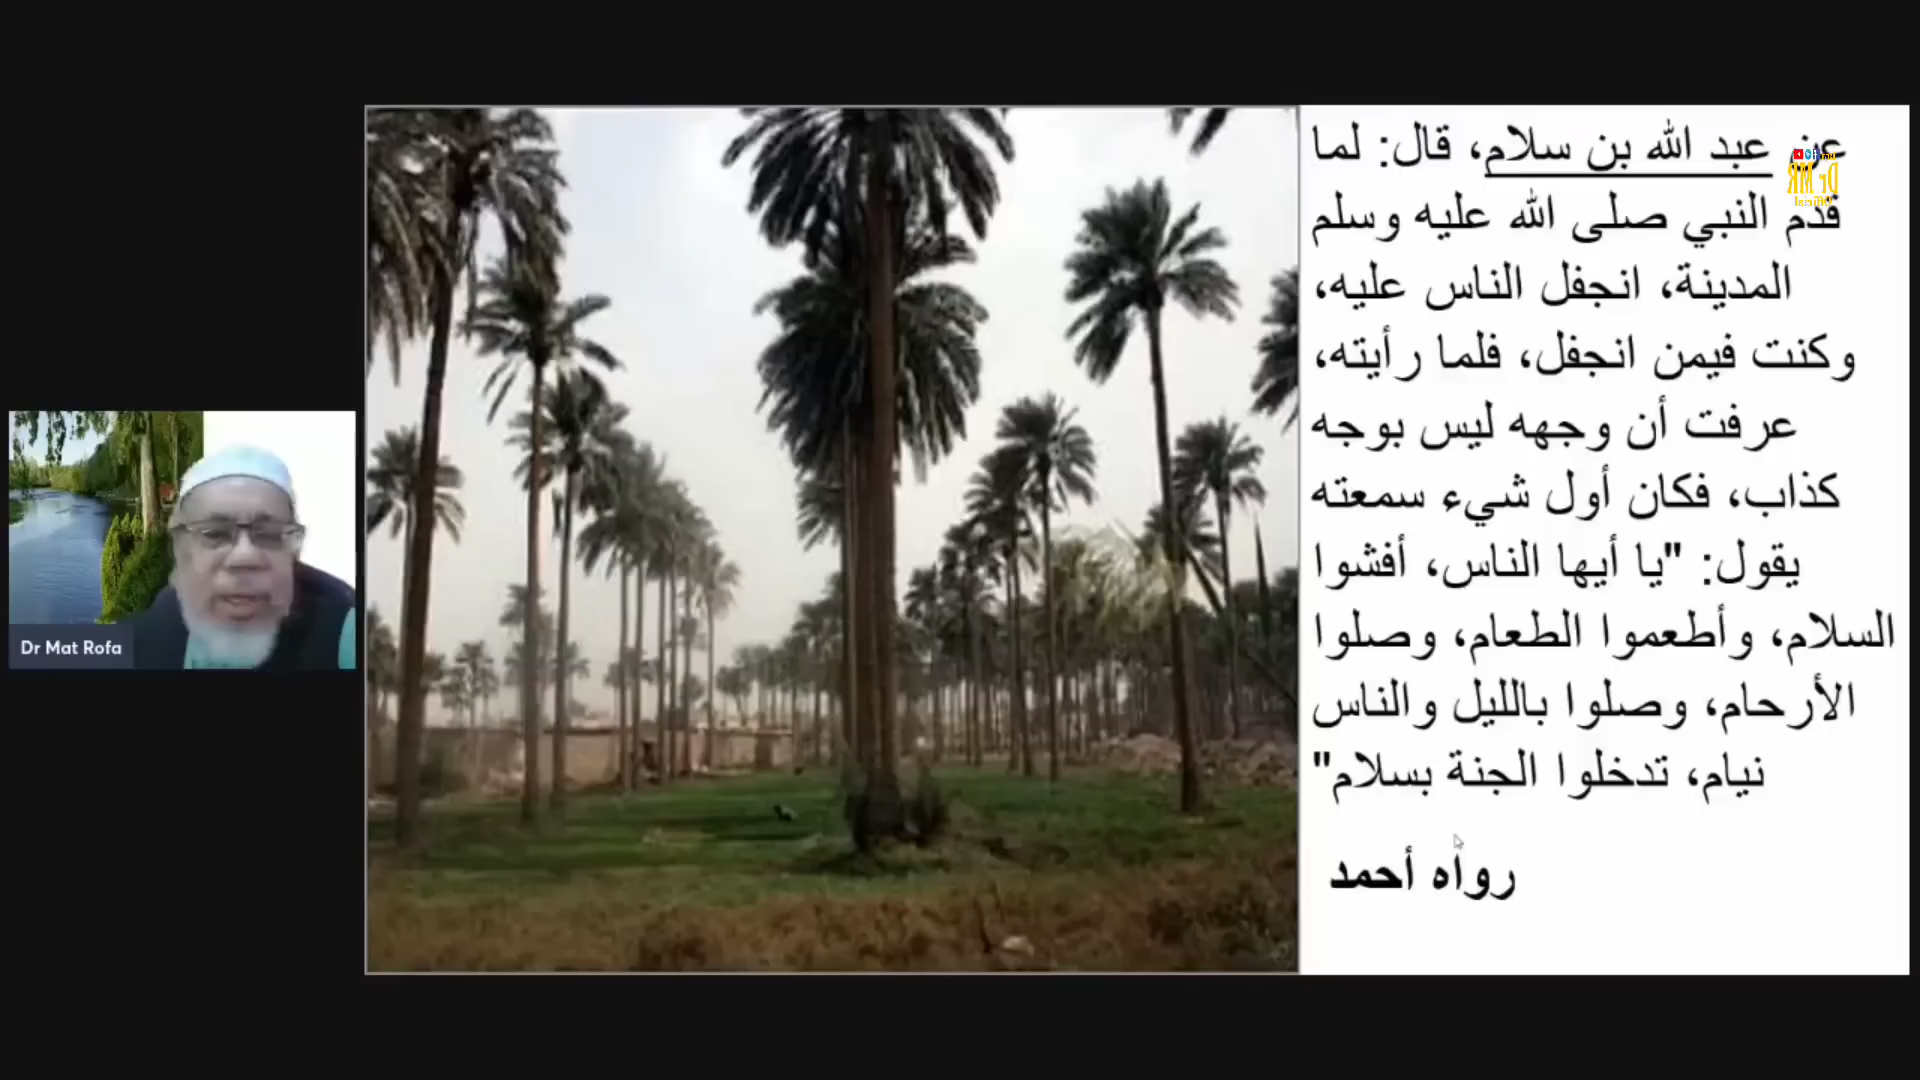 عن عبد الله بن سلام، قال: لما
قدم النبي صلى الله عليه وسلم
المدينة، انجفل الناس عليه،
وكنت فيمن انجفل، فلما رأيته،
عرفت أن وجهه ليس بوجه
كذاب، فكان أول شيء سمعته
يقول: "يا أيها الناس، أفشوا
السلام، وأطعموا الطعام، وصلوا
الأرحام، وصلوا بالليل والناس
نيام، تدخلوا الجنة بسلام"
رواه أحمد
Dr Mat Rofa
Dr MR